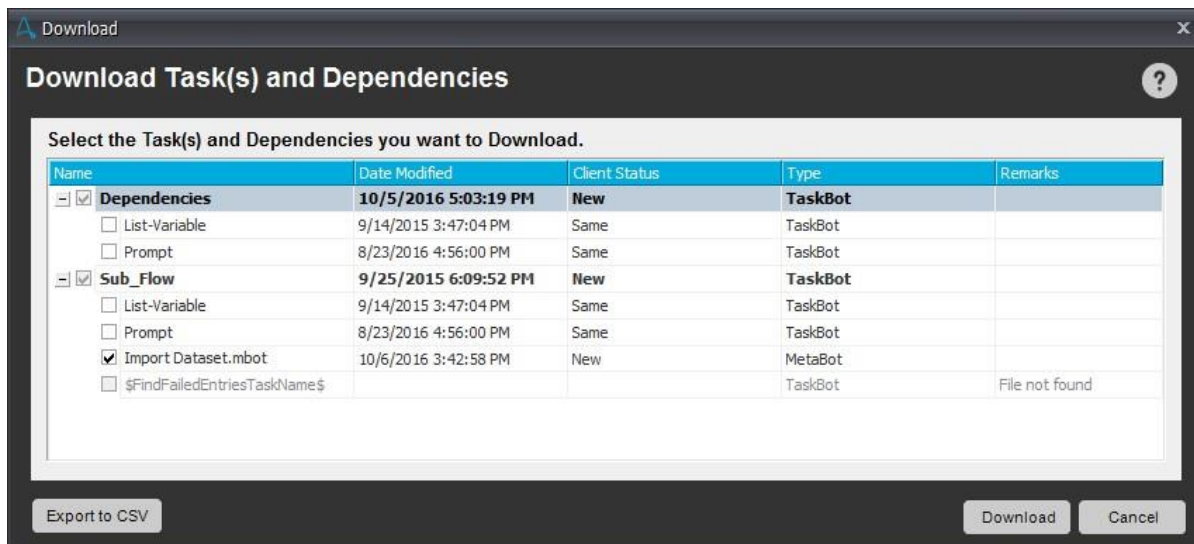 Download
x
Download Task(s) and Dependencies
?
Select the Task(s) and Dependencies you want to Download.
Name Date Modified Client Status Type Remarks
Dependencies 10/5/2016 5:03:19 PM New TaskBot
List-Variable 9/14/2015 3:47:04 PM Same TaskBot
Prompt 8/23/2016 4:56:00 PM Same TaskBot
Sub_Flow 9/25/2015 6:09:52 PM New TaskBot
List-Variable 9/14/2015 3:47:04 PM Same TaskBot
Prompt 8/23/2016 4:56:00 PM Same TaskBot
Import Dataset.mbot 10/6/2016 3:42:58 PM New MetaBot
$FindFailedEntriesTaskName$ TaskBot File not found
Export to CSV Download Cancel